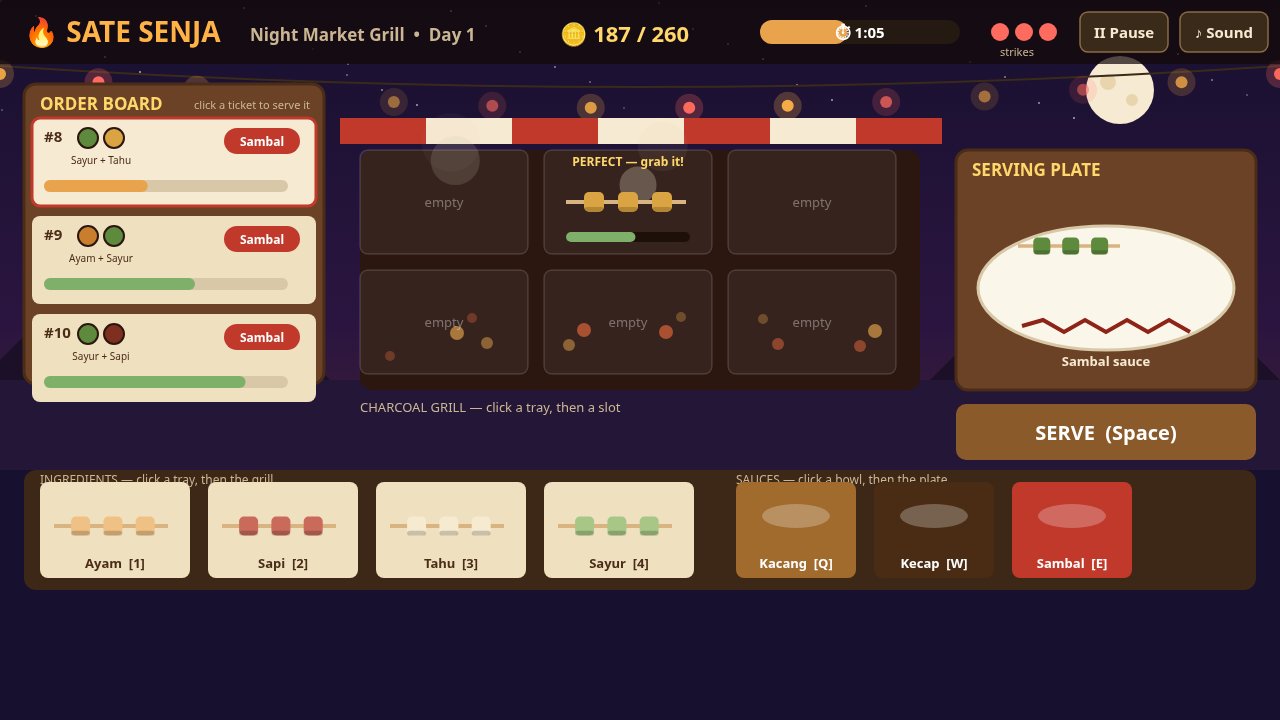 🔥 SATE SENJA
Night Market Grill • Day 1
🪙 187 / 260
⏰ 1:05
strikes
II Pause
♪ Sound
ORDER BOARD
click a ticket to serve it
#8
Sayur + Tahu
Sambal
#9
Ayam + Sayur
Sambal
#10
Sayur + Sapi
Sambal
empty
PERFECT — grab it!
empty
empty
empty
empty
CHARCOAL GRILL — click a tray, then a slot
SERVING PLATE
Sambal sauce
SERVE (Space)
INGREDIENTS — click a tray, then the grill
Ayam [1]
Sapi [2]
Tahu [3]
Sayur [4]
SAUCES — click a bowl, then the plate
Kacang [Q]
Kecap [W]
Sambal [E]